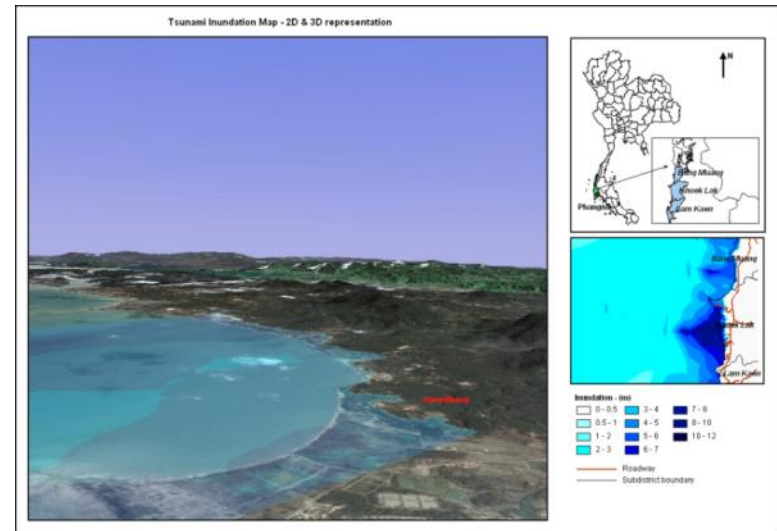 Tsunami Inundation Map - 2D & 3D representation
N
Bang Muang
Khuek Lak
Lam Kaen
Phangnga
Bang Muang
Khuek Lak
Lam Kaen
Inundation - (m)
0 - 0.5
0.5 - 1
1 - 2
2 - 3
3 - 4
4 - 5
5 - 6
6 - 7
7 - 8
8 - 10
10 - 12
Roadway
Subdistrict boundary